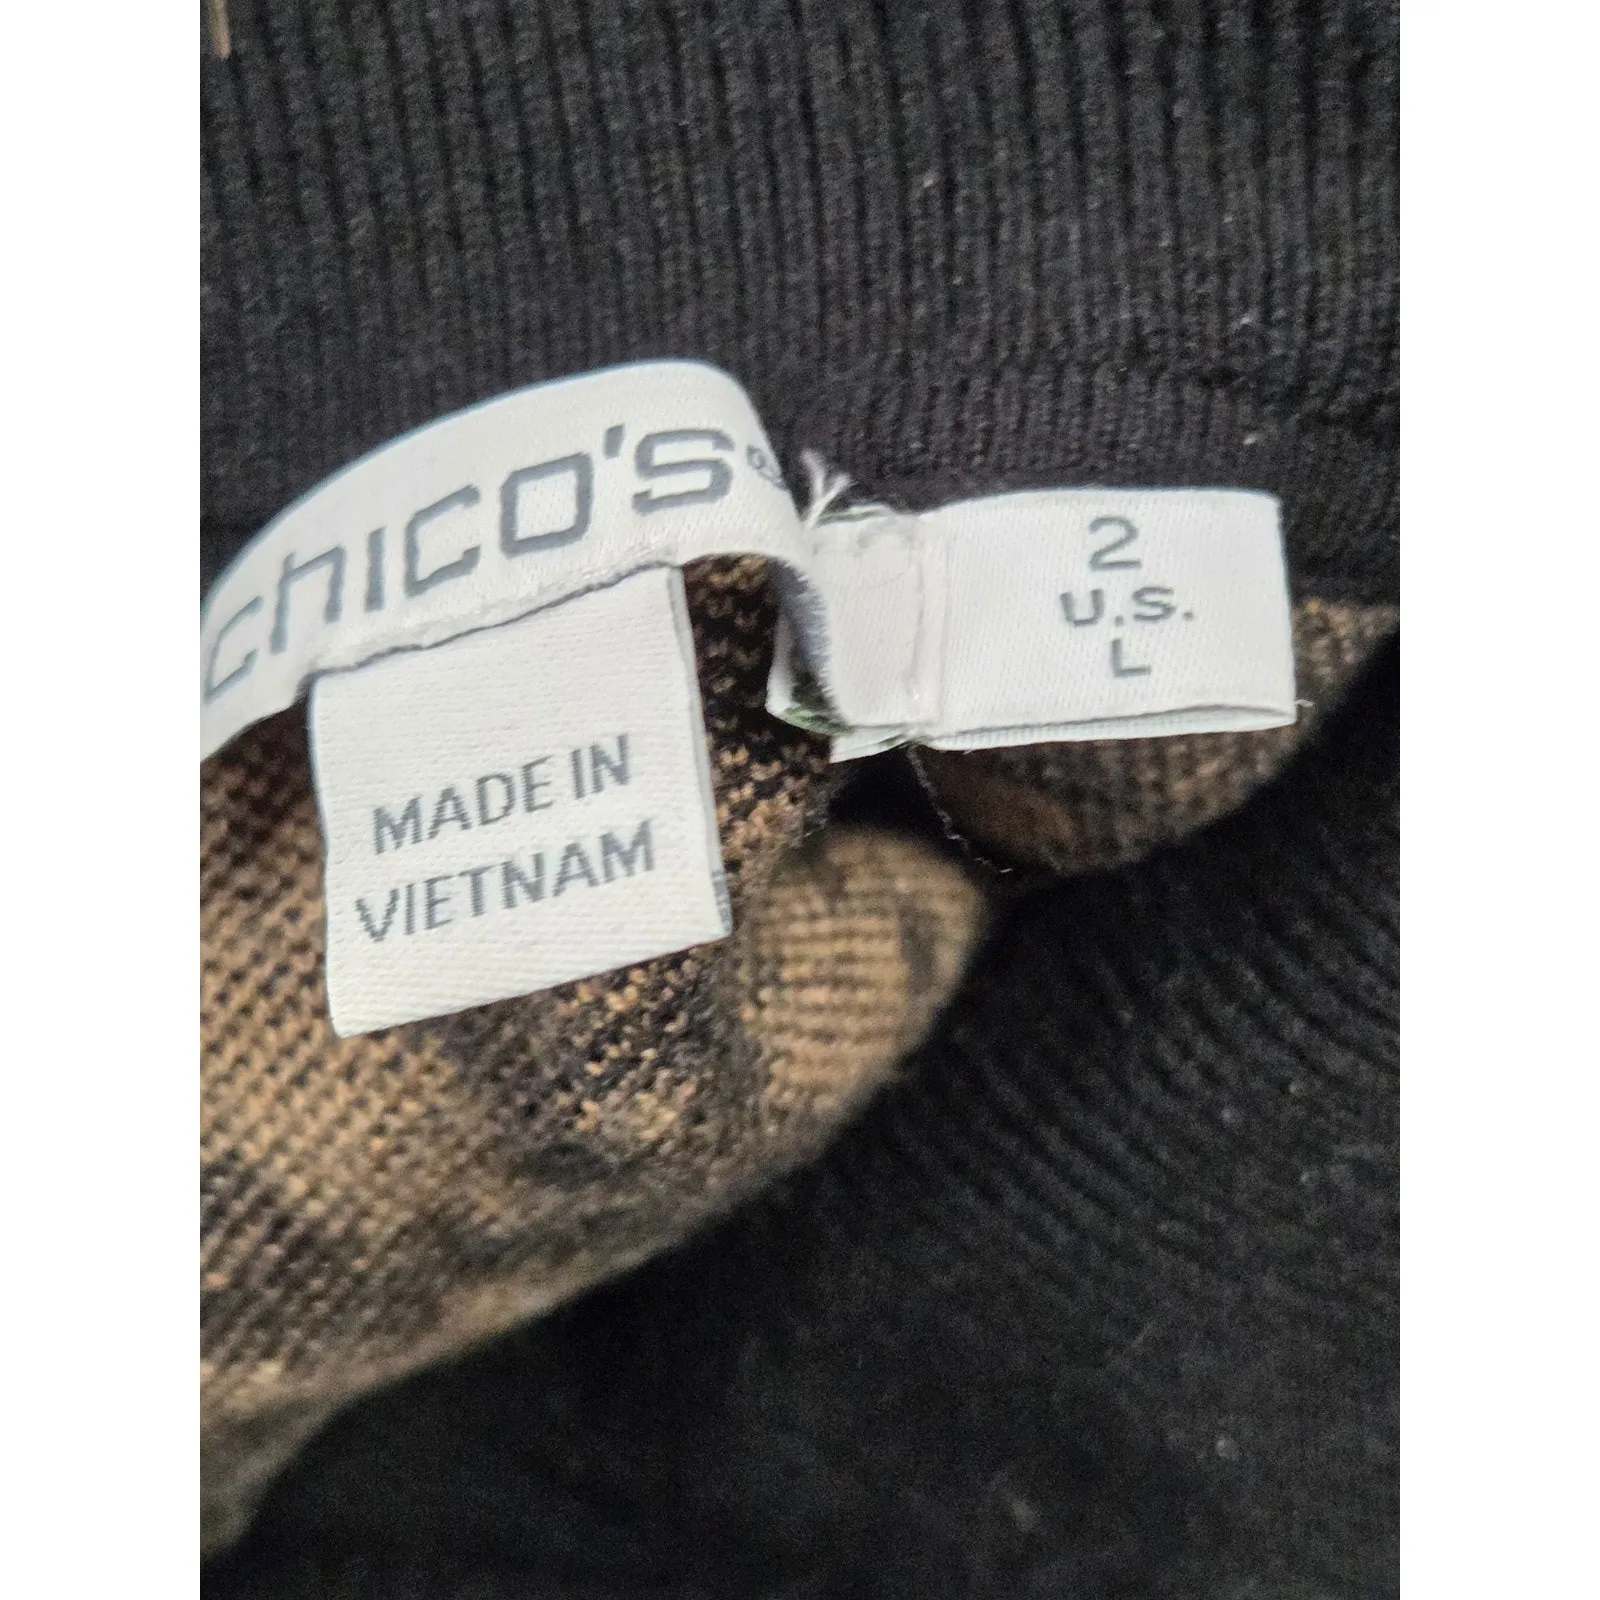 chico's®
2
U.S.
L
MADE IN
VIETNAM